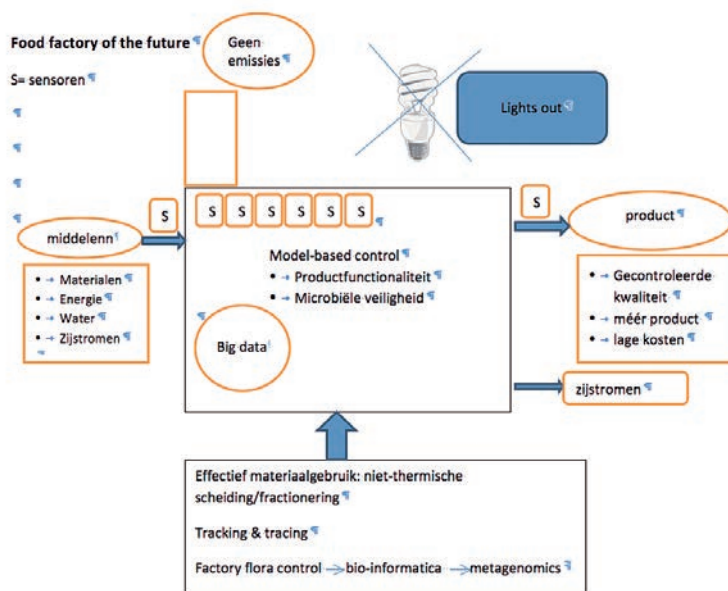 Food factory of the future ¶
Geen
emissies ¶
S= sensoren ¶
¶
¶
¶
¶
Lights out ¶
S
S
S
S
S
S
S
¶
S
middelenn ¶
product ¶
• → Materialen ¶
• → Energie ¶
• → Water ¶
• → Zijstromen ¶
¶
Model-based control ¶
• → Productfunctionaliteit ¶
• → Microbiële veiligheid ¶
¶
Big data ¶
• → Gecontroleerde
kwaliteit ¶
• → méér product ¶
• → lage kosten ¶
zijstromen ¶
Effectief materiaalgebruik: niet-thermische
scheiding/fractionering ¶
Tracking & tracing ¶
Factory flora control → bio-informatica → metagenomics ¶